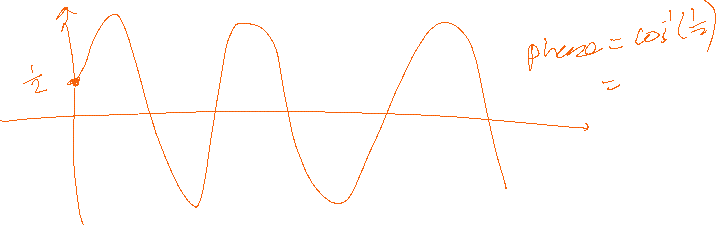 phase = cos⁻¹(1/2)
1/2
=